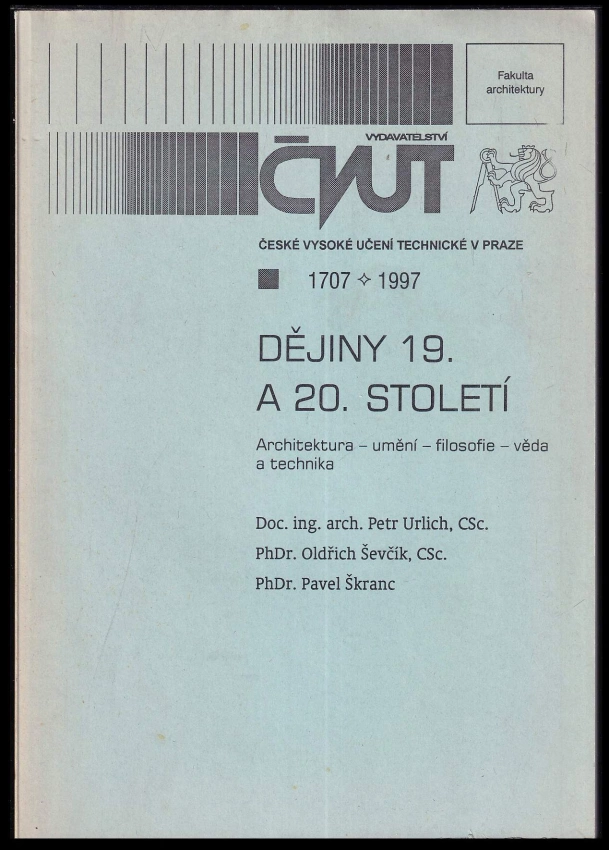 Fakulta
architektury
VYDAVATELSTVÍ
ČVUT
ČESKÉ VYSOKÉ UČENÍ TECHNICKÉ V PRAZE
1707 ✧ 1997
DĚJINY 19.
A 20. STOLETÍ
Architektura – umění – filosofie – věda
a technika
Doc. ing. arch. Petr Urlich, CSc.
PhDr. Oldřich Ševčík, CSc.
PhDr. Pavel Škranc